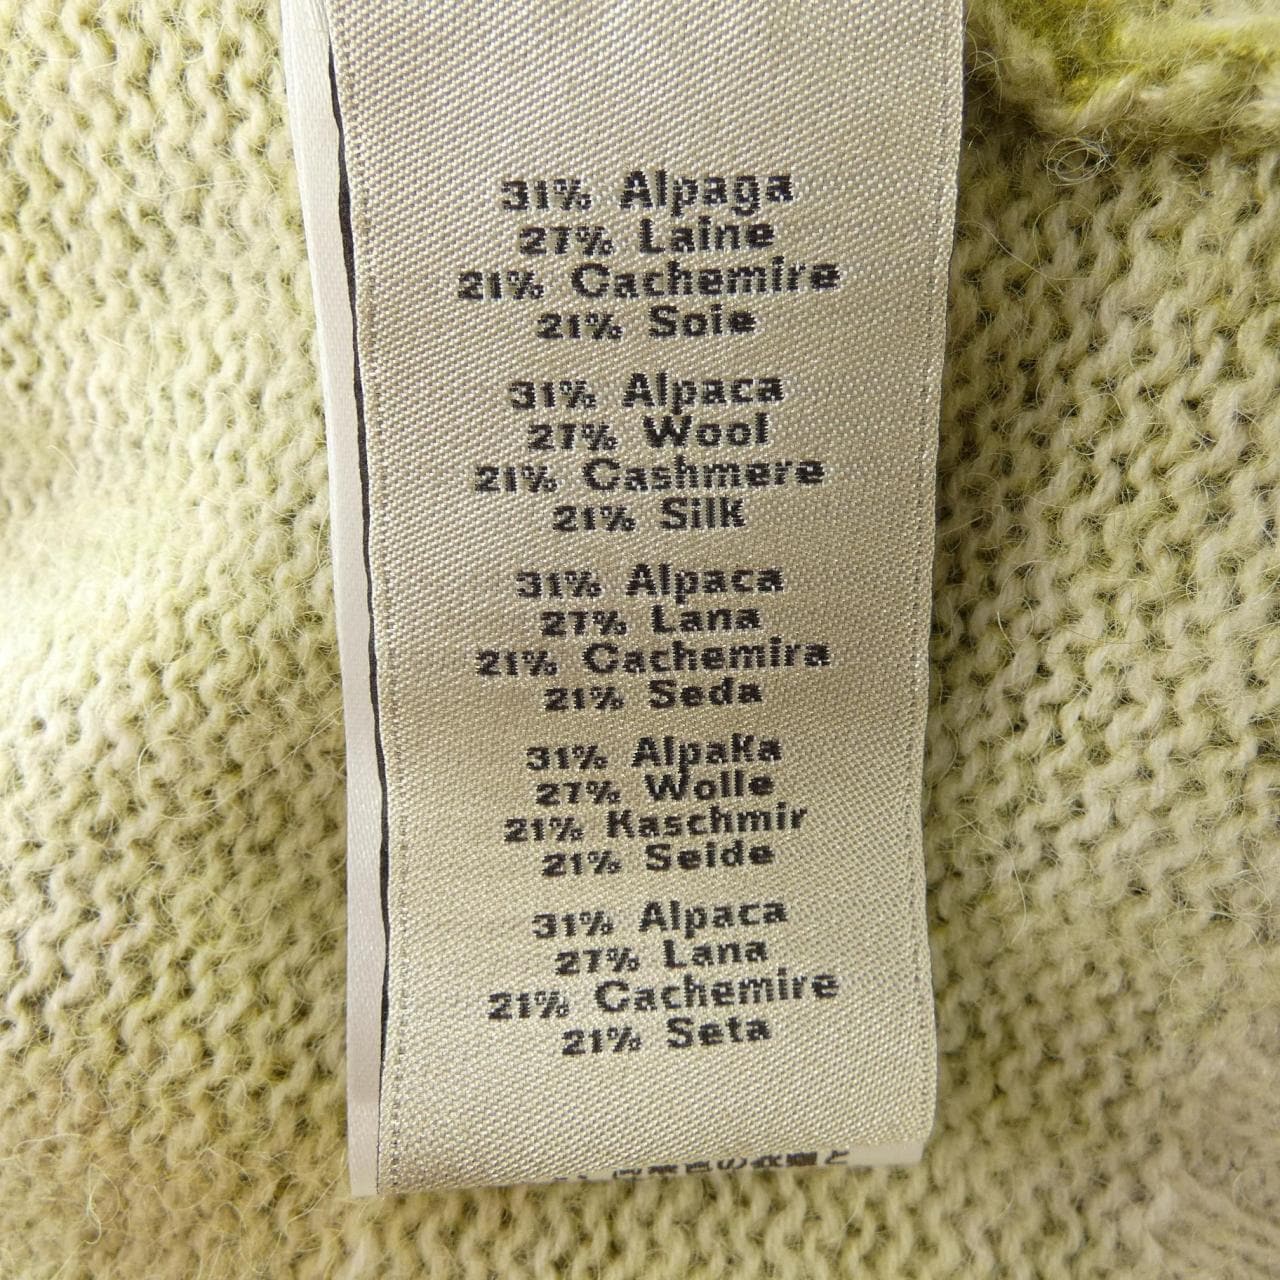 31% Alpaga
27% Laine
21% Cachemire
21% Soie
31% Alpaca
27% Wool
21% Cashmere
21% Silk
31% Alpaca
27% Lana
21% Cachemira
21% Seda
31% Alpaka
27% Wolle
21% Kaschmir
21% Seide
31% Alpaca
27% Lana
21% Cachemire
21% Seta